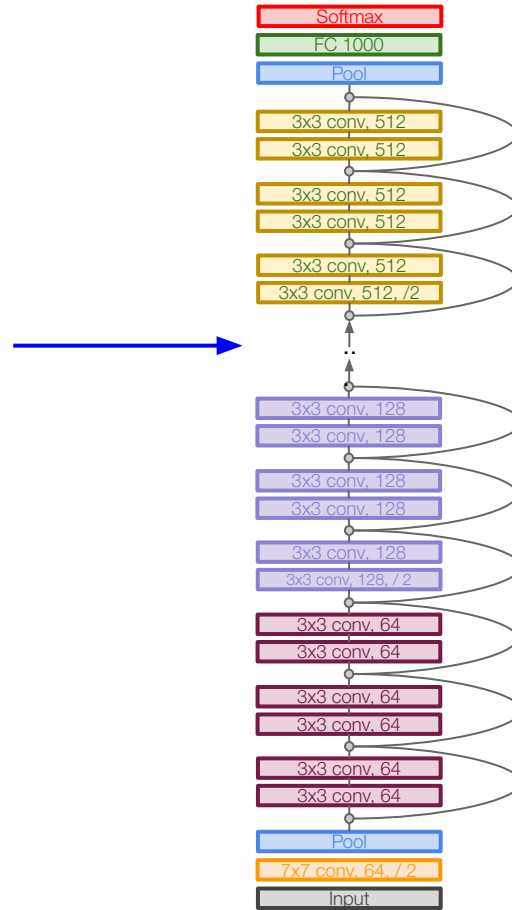 Softmax
FC 1000
Pool
3x3 conv, 512
3x3 conv, 512
3x3 conv, 512
3x3 conv, 512
3x3 conv, 512
3x3 conv, 512, /2
..
.
3x3 conv, 128
3x3 conv, 128
3x3 conv, 128
3x3 conv, 128
3x3 conv, 128
3x3 conv, 128, / 2
3x3 conv, 64
3x3 conv, 64
3x3 conv, 64
3x3 conv, 64
3x3 conv, 64
3x3 conv, 64
Pool
7x7 conv, 64, / 2
Input